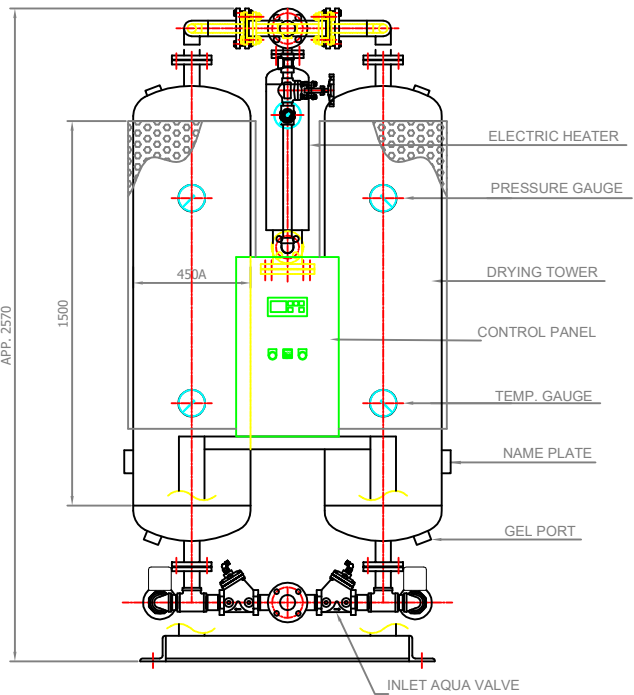 ELECTRIC HEATER
PRESSURE GAUGE
DRYING TOWER
450A
1500
APP. 2570
CONTROL PANEL
TEMP. GAUGE
NAME PLATE
GEL PORT
INLET AQUA VALVE